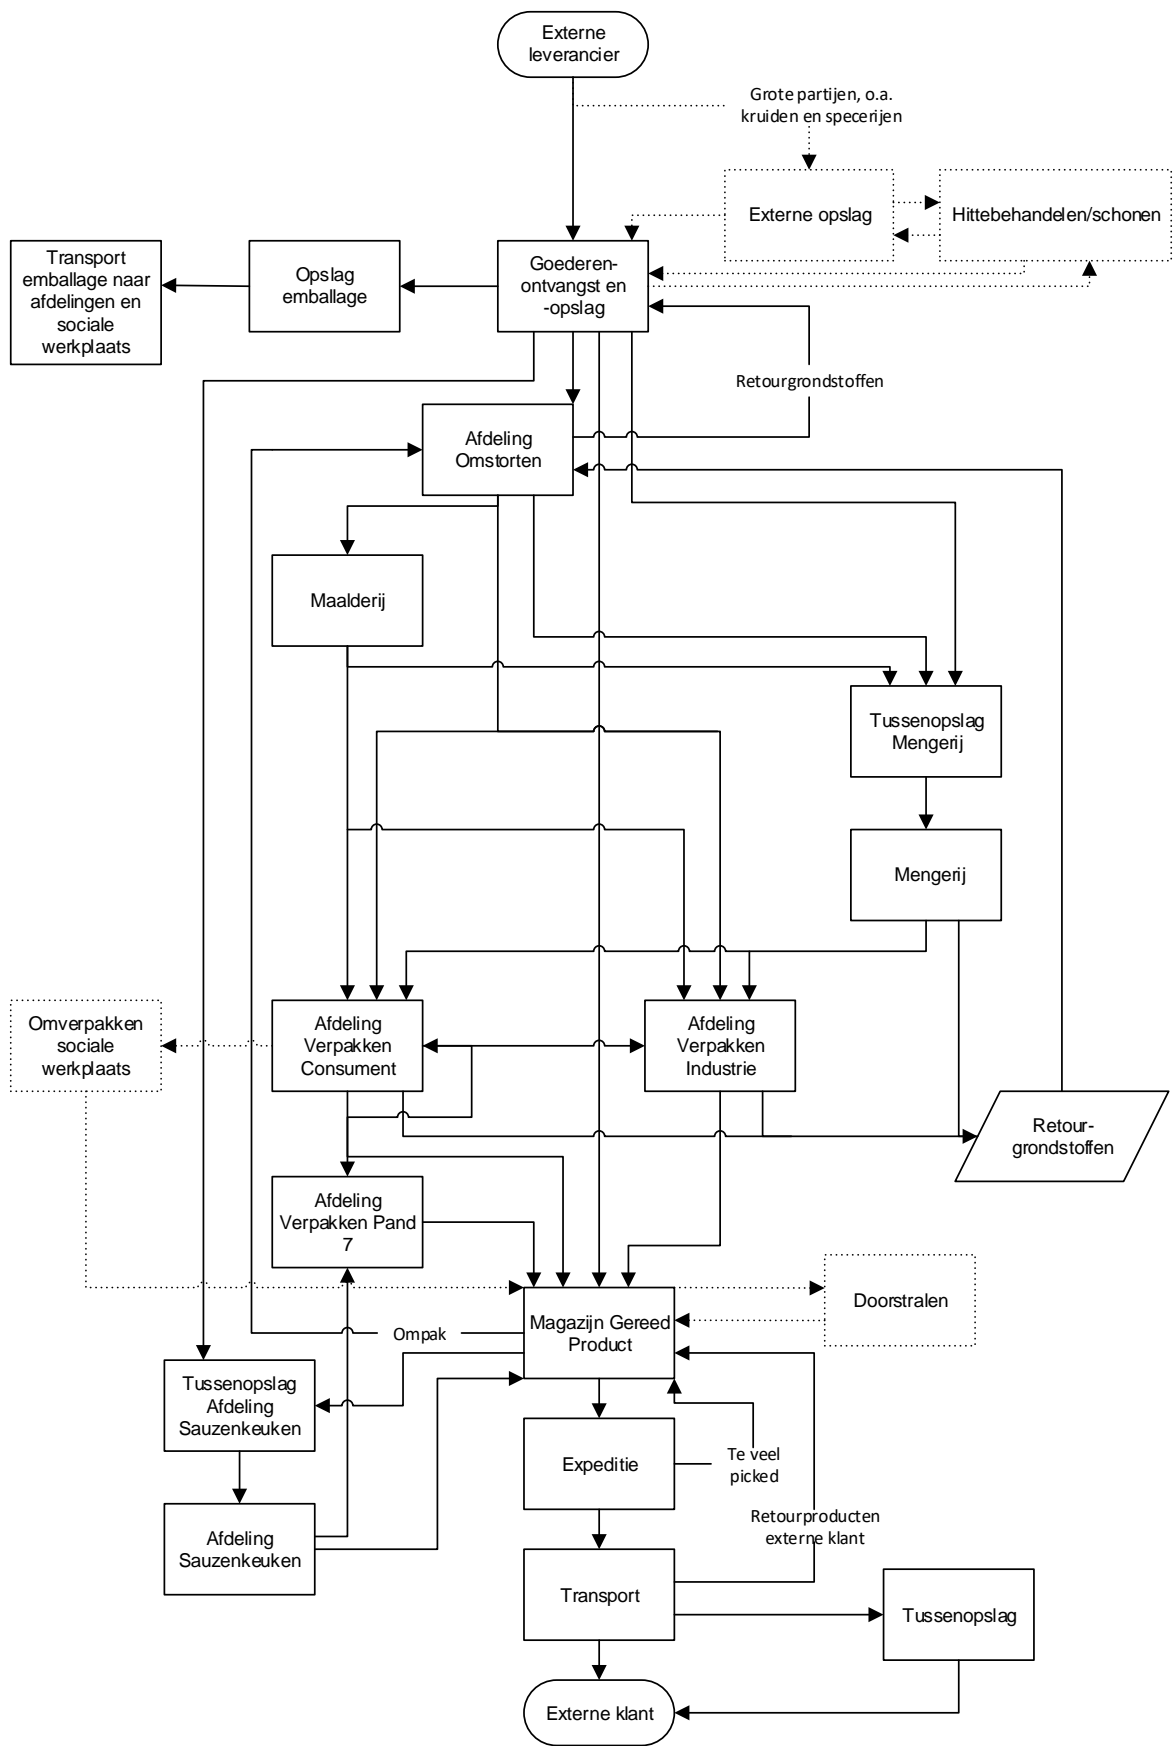 Externe
leverancier
Grote partijen, o.a.
kruiden en specerijen
Externe opslag
Hittebehandelen/schonen
Transport
emballage naar
afdelingen en
sociale
werkplaats
Opslag
emballage
Goederen-
ontvangst en
-opslag
Retourgrondstoffen
Afdeling
Omstorten
Maalderij
Tussenopslag
Mengerij
Mengerij
Omverpakken
sociale
werkplaats
Afdeling
Verpakken
Consument
Afdeling
Verpakken
Industrie
Retour-
grondstoffen
Afdeling
Verpakken Pand
7
Doorstralen
Magazijn Gereed
Product
Ompak
Tussenopslag
Afdeling
Sauzenkeuken
Expeditie
Te veel
picked
Afdeling
Sauzenkeuken
Retourproducten
externe klant
Transport
Tussenopslag
Externe klant